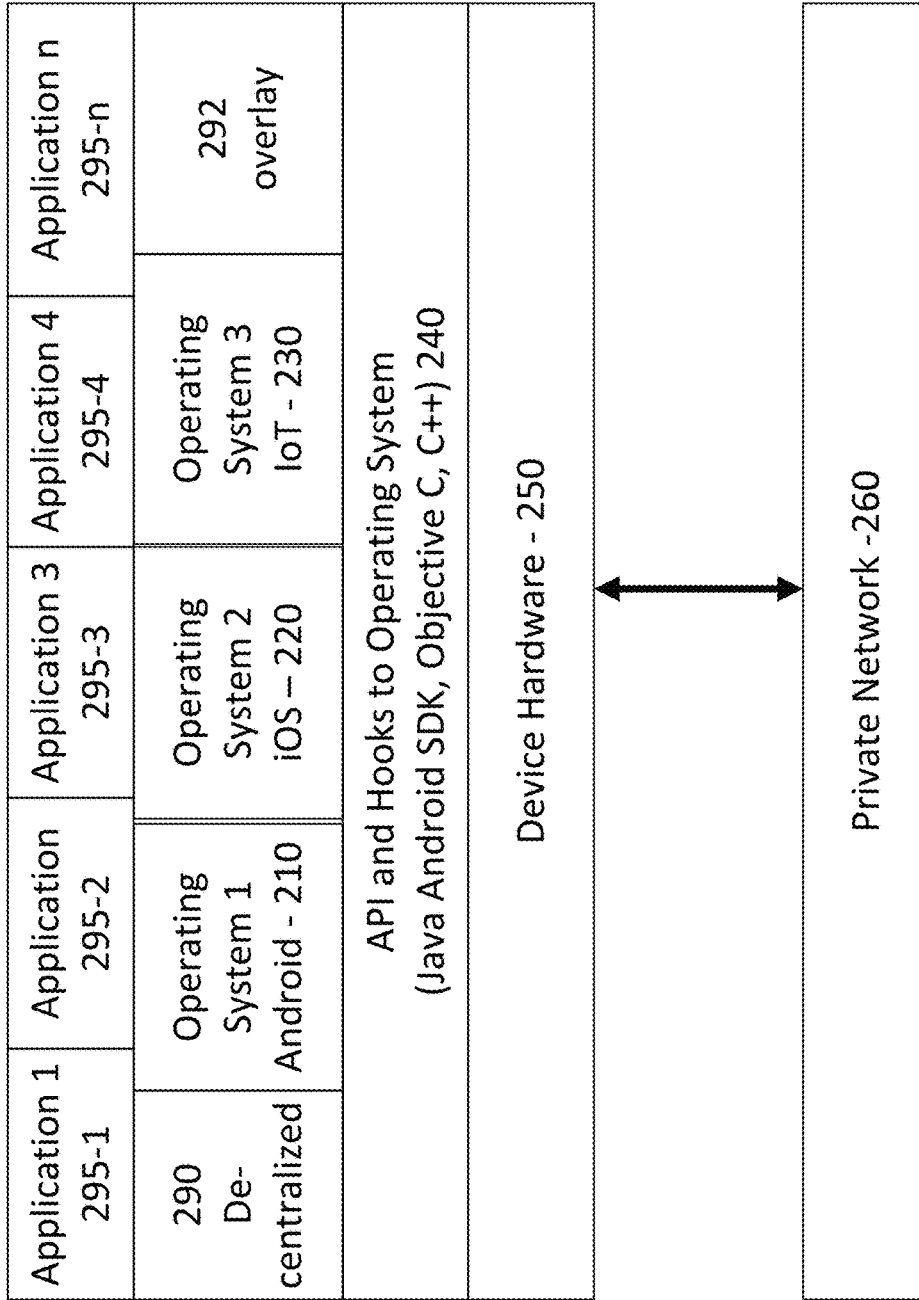 Application 1
295-1
Application
295-2
Application 3
295-3
Application 4
295-4
Application n
295-n
290
De-
centralized
Operating
System 1
Android - 210
Operating
System 2
iOS – 220
Operating
System 3
IoT - 230
292
overlay
API and Hooks to Operating System
(Java Android SDK, Objective C, C++) 240
Device Hardware - 250
Private Network -260